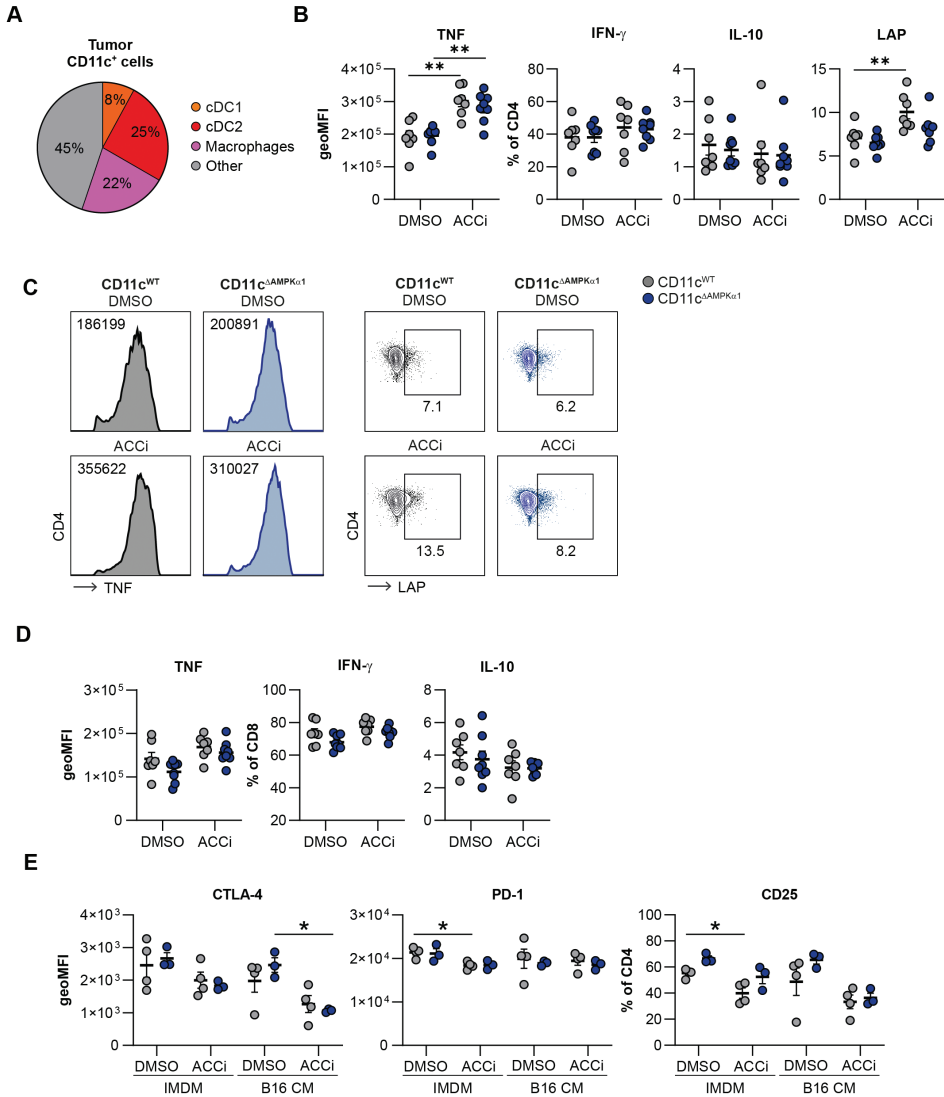 A
Tumor
CD11c⁺ cells
8%
25%
22%
45%
cDC1
cDC2
Macrophages
Other
B
TNF
IFN-γ
IL-10
LAP
geoMFI
4×10⁵
3×10⁵
2×10⁵
1×10⁵
0
**
**
DMSO ACCi
% of CD4
80
60
40
20
0
DMSO ACCi
4
3
2
1
0
DMSO ACCi
15
10
5
0
**
DMSO ACCi
C
CD11cᵂᵀ
DMSO
186199
CD11c^ΔAMPKα1
DMSO
200891
ACCi
355622
ACCi
310027
CD4
TNF
CD11cᵂᵀ
DMSO
7.1
CD11c^ΔAMPKα1
DMSO
6.2
ACCi
13.5
ACCi
8.2
CD4
LAP
CD11cᵂᵀ
CD11c^ΔAMPKα1
D
TNF
IFN-γ
IL-10
geoMFI
3×10⁵
2×10⁵
1×10⁵
0
DMSO ACCi
% of CD8
100
80
60
40
20
DMSO ACCi
8
6
4
2
0
DMSO ACCi
E
CTLA-4
PD-1
CD25
geoMFI
4×10³
3×10³
2×10³
1×10³
0
*
DMSO ACCi DMSO ACCi
IMDM B16 CM
3×10⁴
2×10⁴
1×10⁴
0
*
DMSO ACCi DMSO ACCi
IMDM B16 CM
% of CD4
100
80
60
40
20
0
*
DMSO ACCi DMSO ACCi
IMDM B16 CM